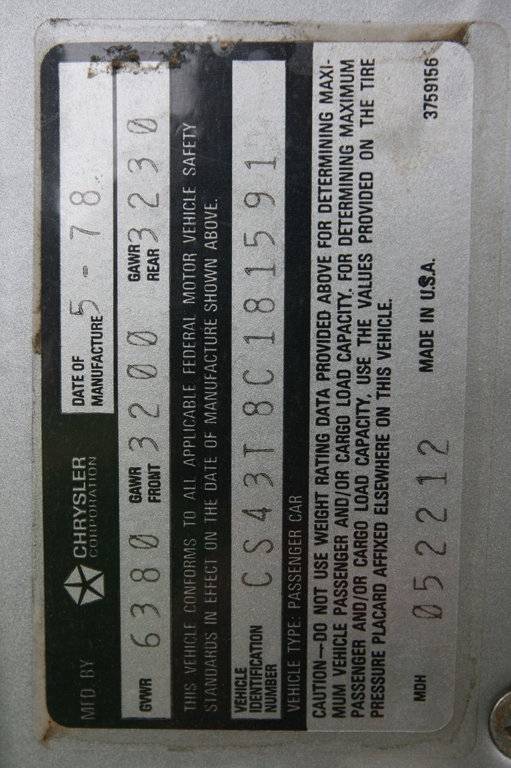 MFD BY CHRYSLER CORPORATION
DATE OF MANUFACTURE 5-78
GVWR 6380 GAWR FRONT 3200 GAWR REAR 3230
THIS VEHICLE CONFORMS TO ALL APPLICABLE FEDERAL MOTOR VEHICLE SAFETY
STANDARDS IN EFFECT ON THE DATE OF MANUFACTURE SHOWN ABOVE.
VEHICLE IDENTIFICATION NUMBER CS43T8C181591
VEHICLE TYPE: PASSENGER CAR
CAUTION—DO NOT USE WEIGHT RATING DATA PROVIDED ABOVE FOR DETERMINING MAXI-
MUM VEHICLE PASSENGER AND/OR CARGO LOAD CAPACITY. FOR DETERMINING MAXIMUM
PASSENGER AND/OR CARGO LOAD CAPACITY, USE THE VALUES PROVIDED ON THE TIRE
PRESSURE PLACARD AFFIXED ELSEWHERE ON THIS VEHICLE.
MDH 052212 MADE IN U.S.A. 3759156